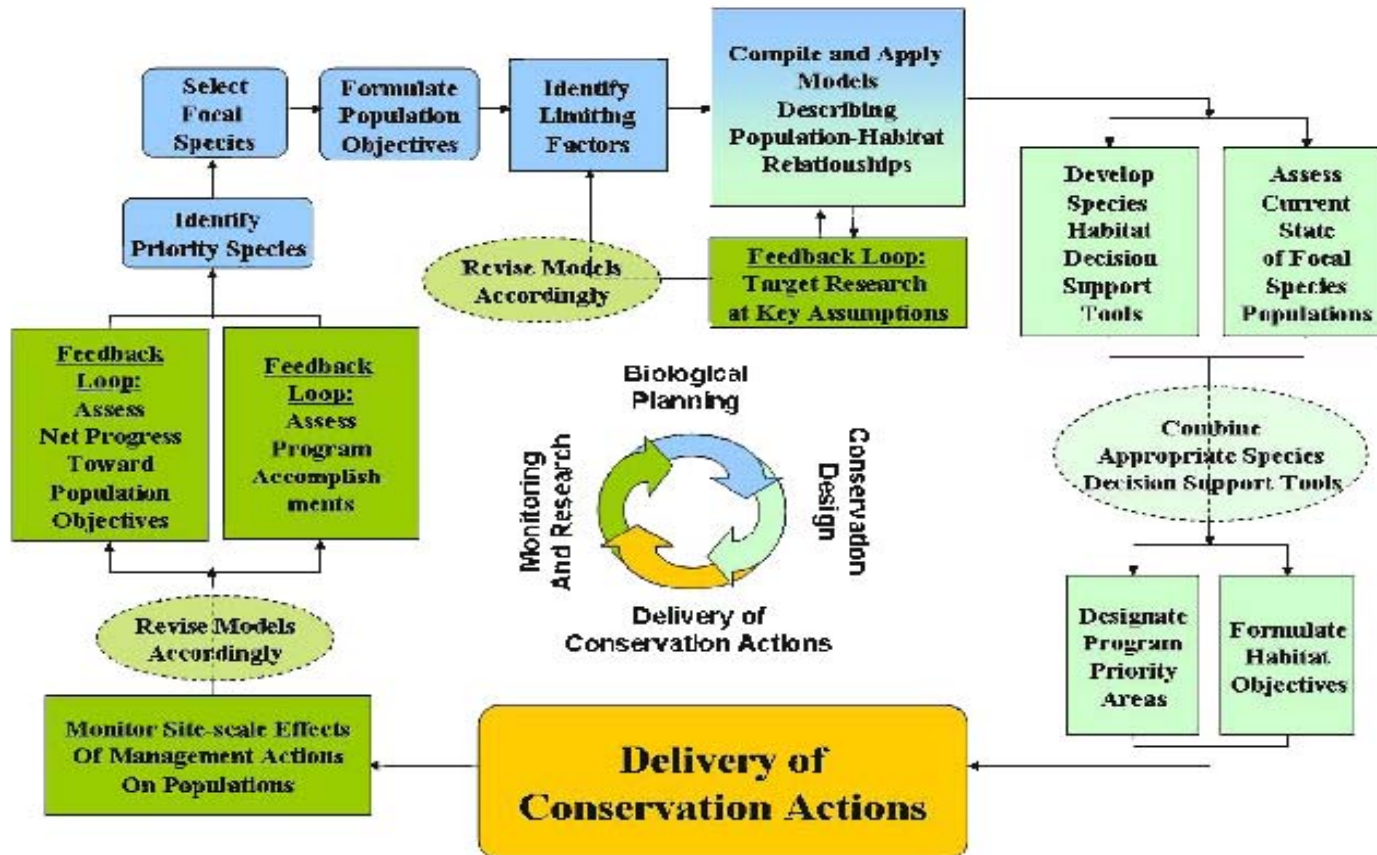 Select
Focal
Species
Formulate
Population
Objectives
Identify
Limiting
Factors
Compile and Apply
Models
Describing
Population-Habitat
Relationships
Develop
Species
Habitat
Decision
Support
Tools
Assess
Current
State
of Focal
Species
Populations
Identify
Priority Species
Revise Models
Accordingly
Feedback Loop:
Target Research
at Key Assumptions
Feedback
Loop:
Assess
Net Progress
Toward
Population
Objectives
Feedback
Loop:
Assess
Program
Accomplish
ments
Biological
Planning
Conservation
Design
Delivery of
Conservation Actions
Monitoring
And Research
Combine
Appropriate Species
Decision Support Tools
Designate
Program
Priority
Areas
Formulate
Habitat
Objectives
Revise Models
Accordingly
Monitor Site-scale Effects
Of Management Actions
On Populations
Delivery of
Conservation Actions